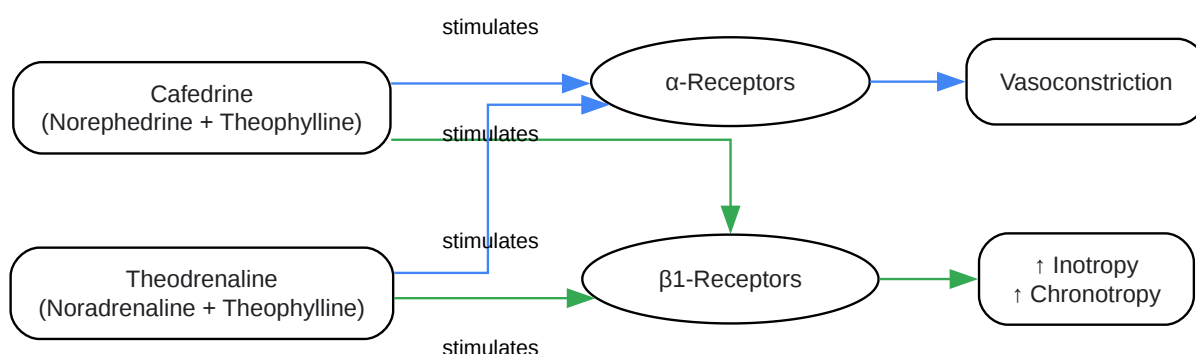 stimulates
Cafedrine
(Norephedrine + Theophylline)
α-Receptors
Vasoconstriction
stimulates
stimulates
Theodrenaline
(Noradrenaline + Theophylline)
β1-Receptors
↑ Inotropy
↑ Chronotropy
stimulates